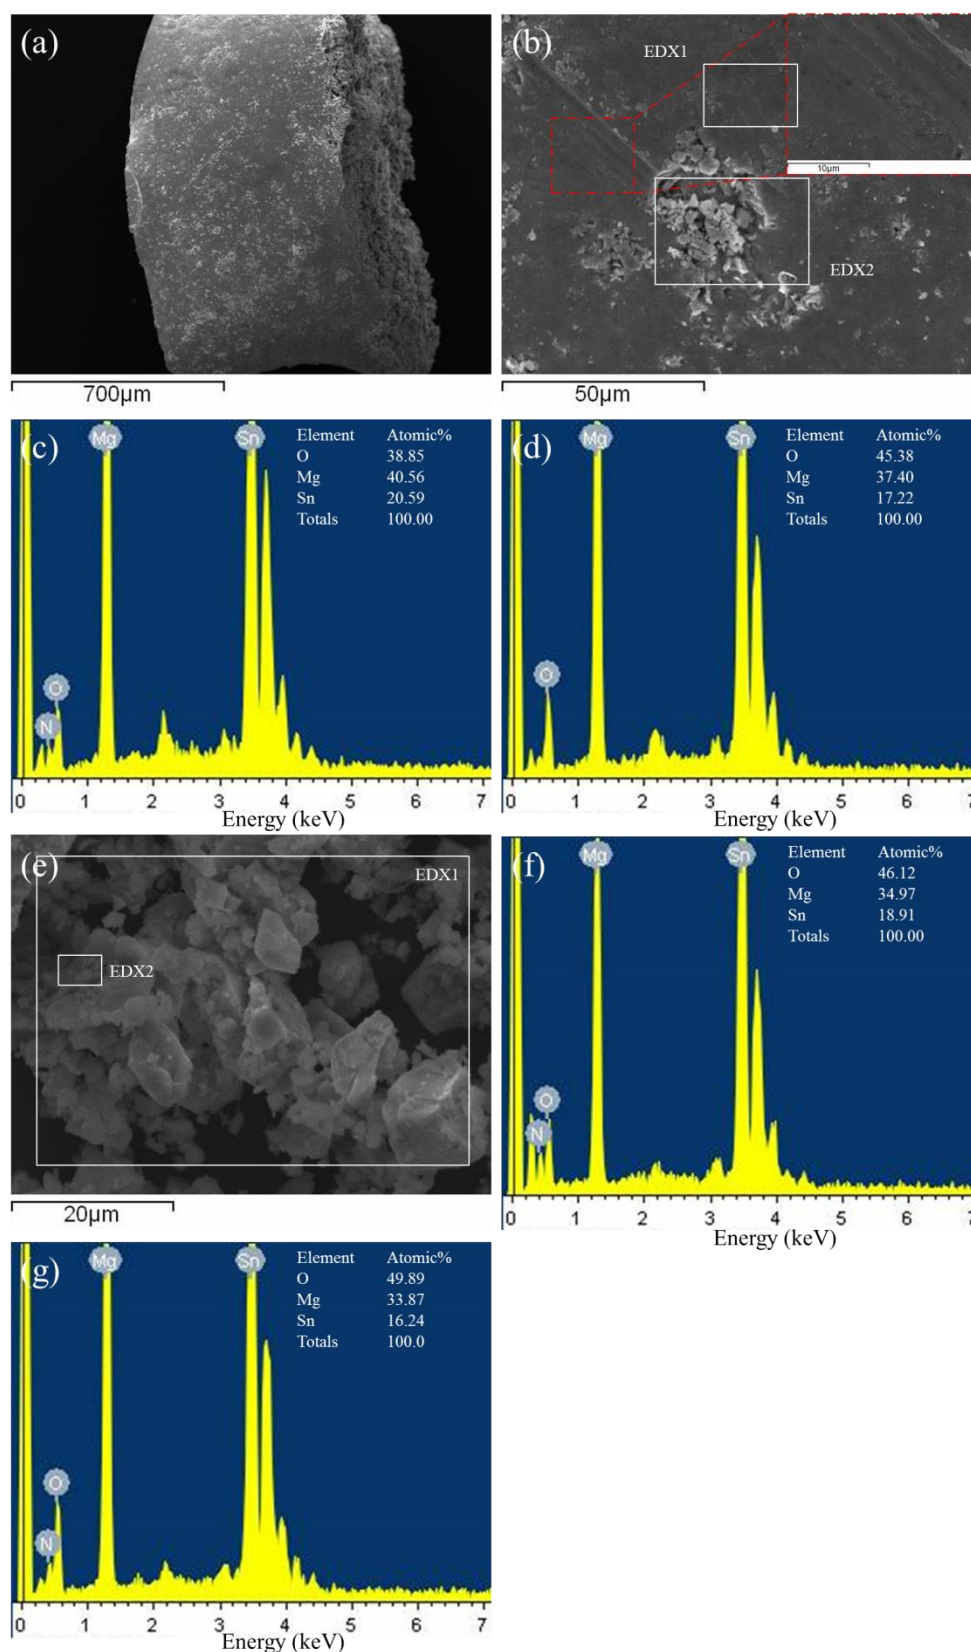 (a)
700µm
(b)
EDX1
10µm
EDX2
50µm
(c)
Mg
Sn
Element Atomic%
O 38.85
Mg 40.56
Sn 20.59
Totals 100.00
O
N
0 1 2 3 4 5 6 7
Energy (keV)
(d)
Mg
Sn
Element Atomic%
O 45.38
Mg 37.40
Sn 17.22
Totals 100.00
O
0 1 2 3 4 5 6 7
Energy (keV)
(e)
EDX1
EDX2
20µm
(f)
Mg
Sn
Element Atomic%
O 46.12
Mg 34.97
Sn 18.91
Totals 100.00
O
N
0 1 2 3 4 5 6 7
Energy (keV)
(g)
Mg
Sn
Element Atomic%
O 49.89
Mg 33.87
Sn 16.24
Totals 100.0
O
N
0 1 2 3 4 5 6 7
Energy (keV)